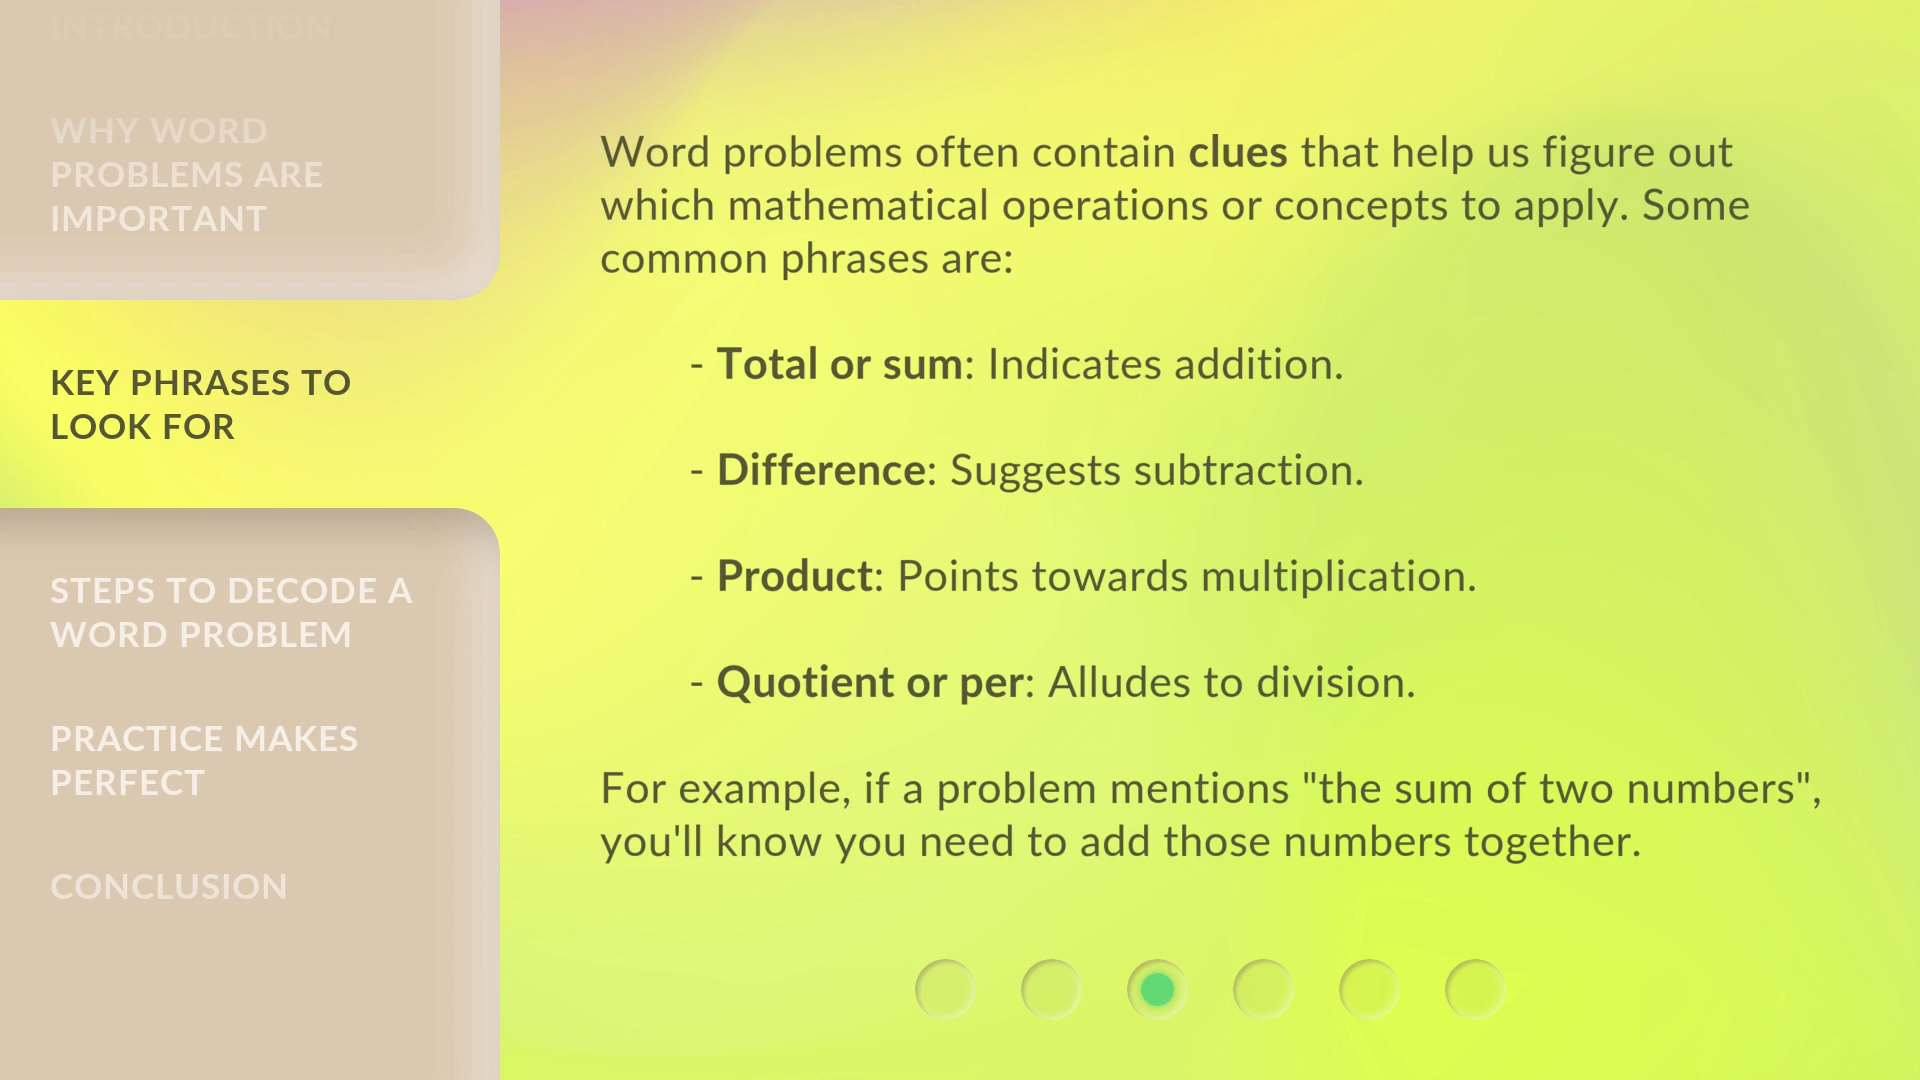 INTRODUCTION
WHY WORD
PROBLEMS ARE
IMPORTANT
KEY PHRASES TO
LOOK FOR
STEPS TO DECODE A
WORD PROBLEM
PRACTICE MAKES
PERFECT
CONCLUSION
Word problems often contain clues that help us figure out
which mathematical operations or concepts to apply. Some
common phrases are:
- Total or sum: Indicates addition.
- Difference: Suggests subtraction.
- Product: Points towards multiplication.
- Quotient or per: Alludes to division.
For example, if a problem mentions "the sum of two numbers",
you'll know you need to add those numbers together.